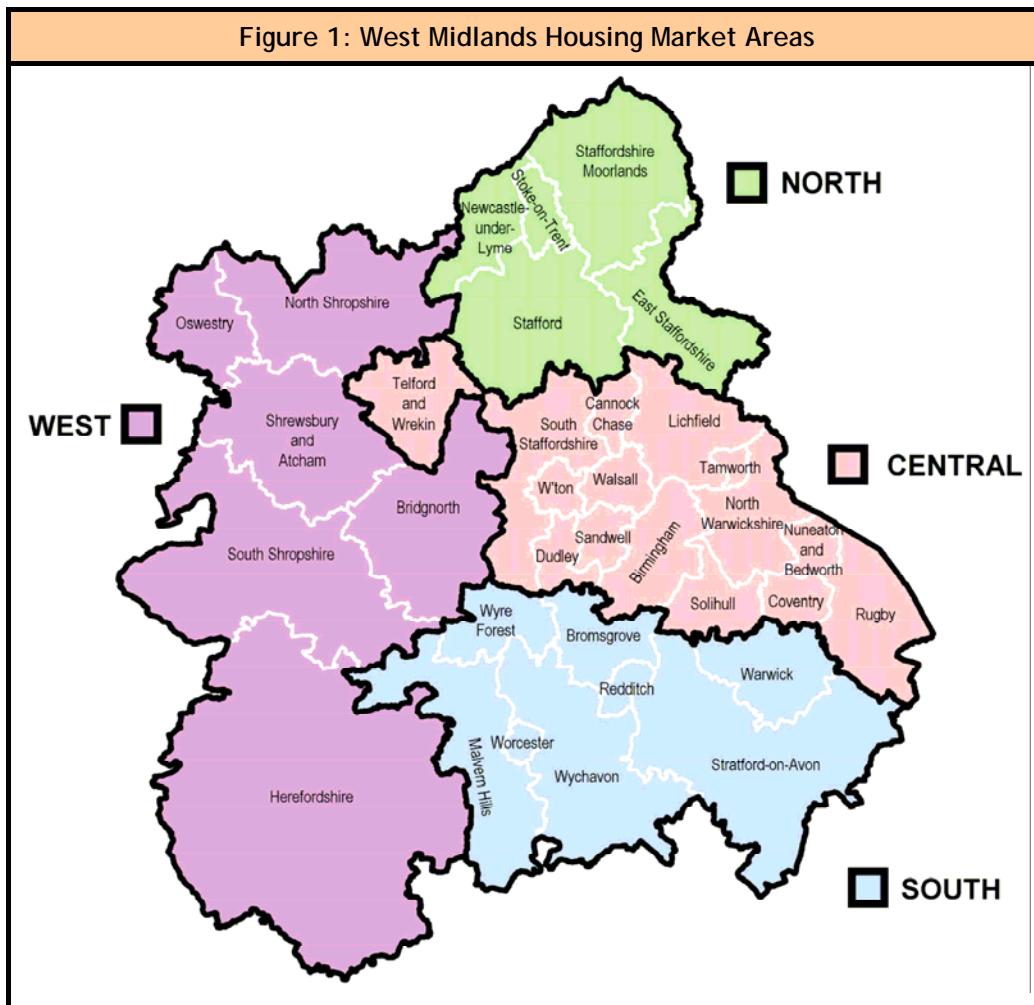 Figure 1: West Midlands Housing Market Areas
Staffordshire
Moorlands
NORTH
Newcastle-
under-
Lyme
Stoke-on-Trent
Stafford
East Staffordshire
North Shropshire
Oswestry
Telford
and
Wrekin
WEST
Shrewsbury
and
Atcham
Bridgnorth
South Shropshire
Herefordshire
Cannock
Chase
South
Staffordshire
Lichfield
CENTRAL
Tamworth
W'ton
Walsall
North
Warwickshire
Nuneaton
and
Bedworth
Sandwell
Dudley
Birmingham
Solihull
Coventry
Rugby
Wyre
Forest
Bromsgrove
Redditch
Warwick
Worcester
Malvern Hills
Wychavon
Stratford-on-Avon
SOUTH